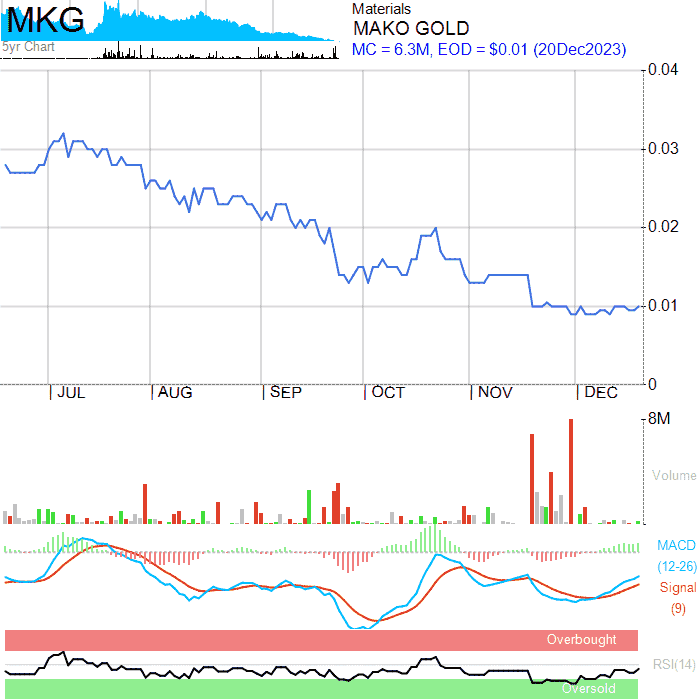 MKG
5yr Chart
Materials
MAKO GOLD
MC = 6.3M, EOD = $0.01 (20Dec2023)
0.04
0.03
0.02
0.01
0
JUL
AUG
SEP
OCT
NOV
DEC
8M
Volume
MACD
(12-26)
Signal
(9)
Overbought
RSI(14)
Oversold